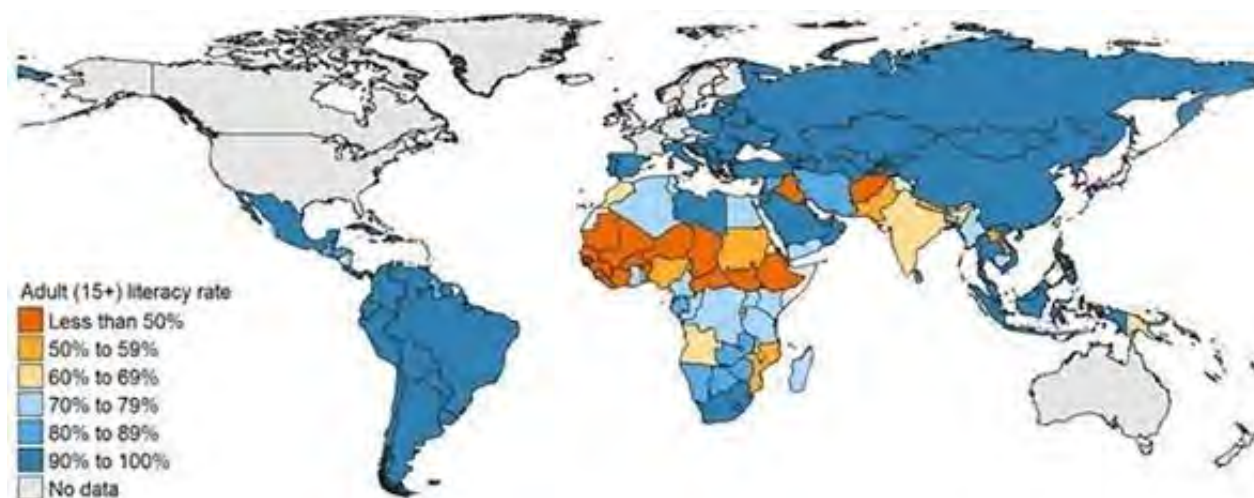 Adult (15+) literacy rate
Less than 50%
50% to 59%
60% to 69%
70% to 79%
80% to 89%
90% to 100%
No data